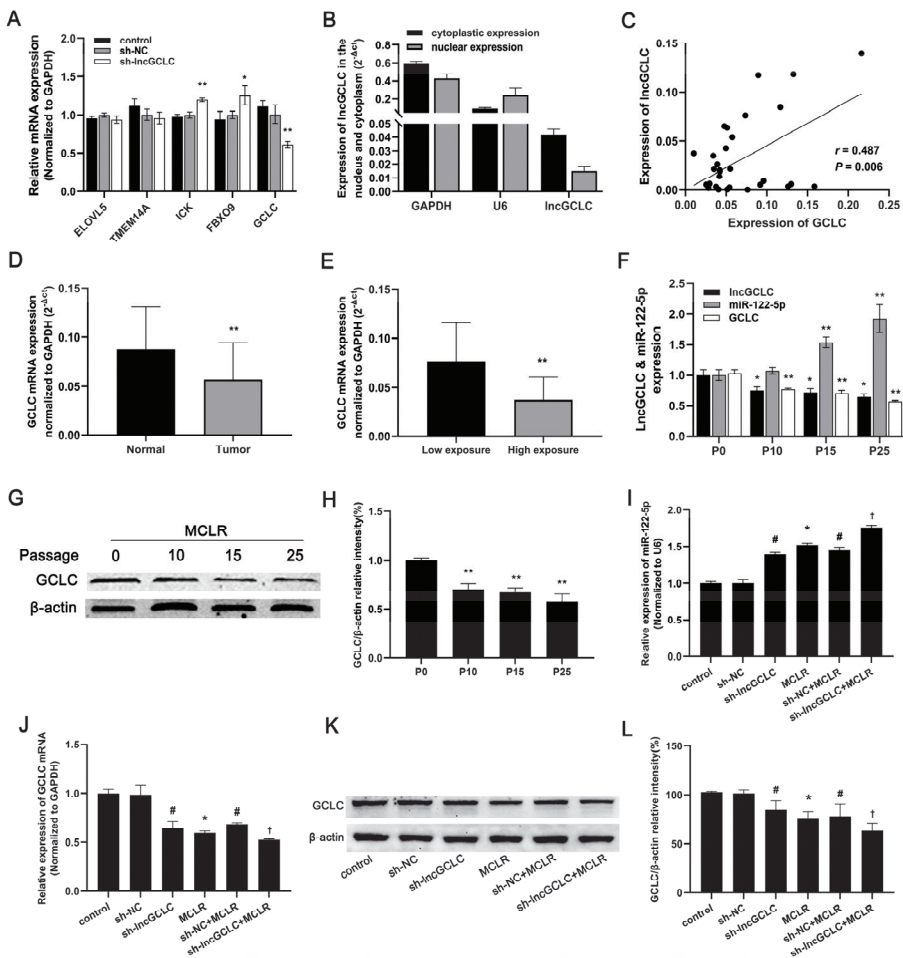 A
control
sh-NC
sh-lncGCLC
Relative mRNA expression
(Normalized to GAPDH)
2.0
1.5
1.0
0.5
0.0
**
*
**
ELOVL5
TMEM14A
ICK
FBXO9
GCLC
B
cytoplastic expression
nuclear expression
Expression of lncGCLC in the
nucleus and cytoplasm (2^-Δct)
0.8
0.6
0.4
0.2
0.05
0.04
0.03
0.02
0.01
0.00
GAPDH
U6
lncGCLC
C
Expression of lncGCLC
0.15
0.10
0.05
0.00
r = 0.487
P = 0.006
0.00 0.05 0.10 0.15 0.20 0.25
Expression of GCLC
D
GCLC mRNA expression
normalized to GAPDH (2^-Δct)
0.15
0.10
0.05
0.00
**
Normal
Tumor
E
GCLC mRNA expression
normalized to GAPDH (2^-Δct)
0.15
0.10
0.05
0.00
**
Low exposure
High exposure
F
lncGCLC
miR-122-5p
GCLC
LncGCLC & miR-122-5p
expression
2.5
2.0
1.5
1.0
0.5
0.0
* **
* ** **
* ** **
P0 P10 P15 P25
G
MCLR
Passage 0 10 15 25
GCLC
β-actin
H
GCLC/β-actin relative intensity(%)
1.5
1.0
0.5
0.0
** ** **
P0 P10 P15 P25
I
Relative expression of miR-122-5p
(Normalized to U6)
2.0
1.5
1.0
0.5
0.0
# * # †
control
sh-NC
sh-lncGCLC
MCLR
sh-NC+MCLR
sh-lncGCLC+MCLR
J
Relative expression of GCLC mRNA
(Normalized to GAPDH)
1.5
1.0
0.5
0.0
# * # †
control
sh-NC
sh-lncGCLC
MCLR
sh-NC+MCLR
sh-lncGCLC+MCLR
K
GCLC
β-actin
control
sh-NC
sh-lncGCLC
MCLR
sh-NC+MCLR
sh-lncGCLC+MCLR
L
GCLC/β-actin relative intensity(%)
150
100
50
0
# * # †
control
sh-NC
sh-lncGCLC
MCLR
sh-NC+MCLR
sh-lncGCLC+MCLR